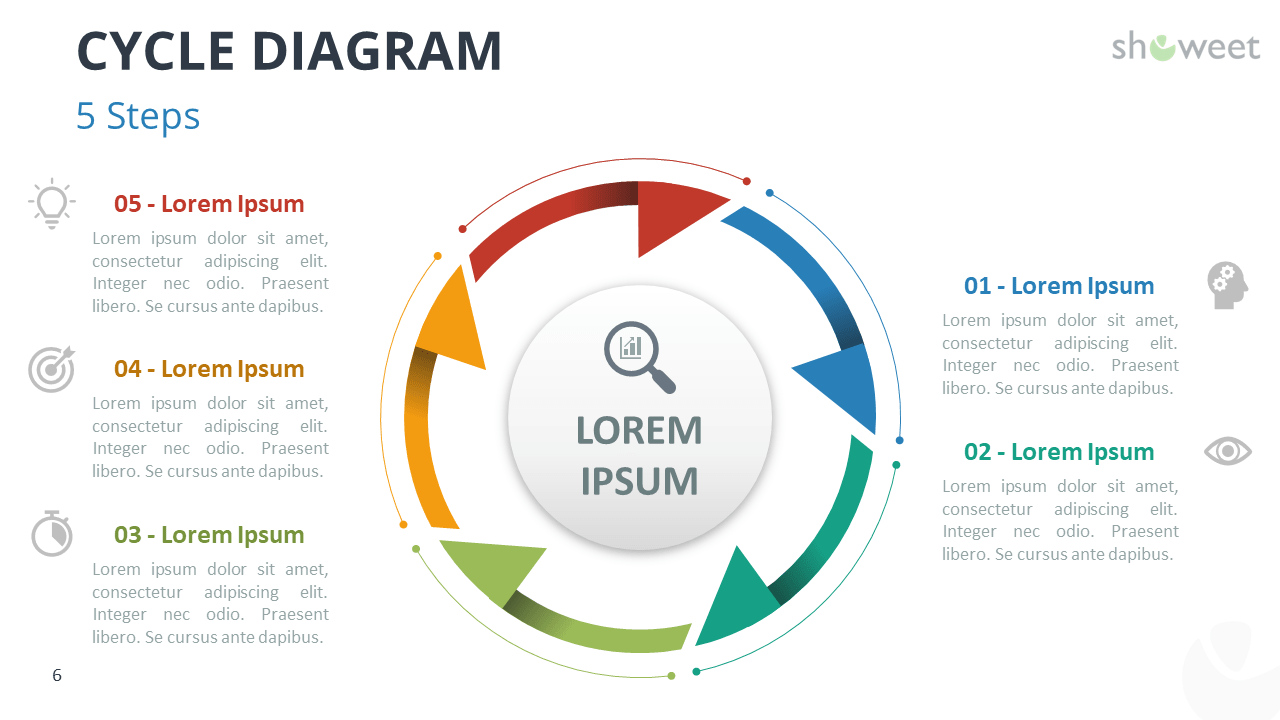 CYCLE DIAGRAM
5 Steps
showeet
05 - Lorem Ipsum
Lorem ipsum dolor sit amet,
consectetur adipiscing elit.
Integer nec odio. Praesent
libero. Se cursus ante dapibus.
04 - Lorem Ipsum
Lorem ipsum dolor sit amet,
consectetur adipiscing elit.
Integer nec odio. Praesent
libero. Se cursus ante dapibus.
03 - Lorem Ipsum
Lorem ipsum dolor sit amet,
consectetur adipiscing elit.
Integer nec odio. Praesent
libero. Se cursus ante dapibus.
LOREM
IPSUM
01 - Lorem Ipsum
Lorem ipsum dolor sit amet,
consectetur adipiscing elit.
Integer nec odio. Praesent
libero. Se cursus ante dapibus.
02 - Lorem Ipsum
Lorem ipsum dolor sit amet,
consectetur adipiscing elit.
Integer nec odio. Praesent
libero. Se cursus ante dapibus.
6